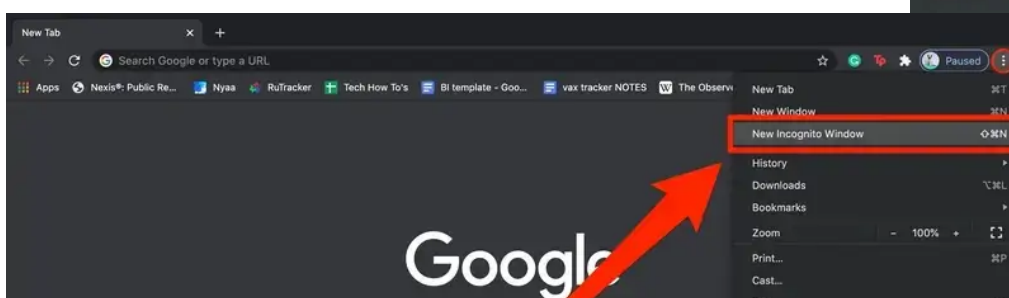 New Tab
Search Google or type a URL
Paused
Apps Nexis®: Public Re... Nyaa RuTracker Tech How To's BI template - Goo... vax tracker NOTES The Observe
New Tab ⌘T
New Window ⌘N
New Incognito Window ⇧⌘N
History
Downloads ⌥⌘L
Bookmarks
Zoom - 100% +
Print... ⌘P
Cast...
Google